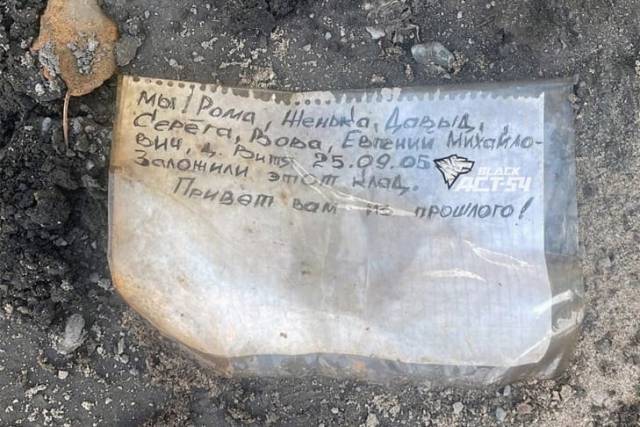 Мы! Рома, Женька, Давыд,
Серёга, Вова, Евгений Михайло-
вич, д. Витя 25.09.05
Заложили этот клад.
Привет вам из прошлого!
BLACK
АСТ-54